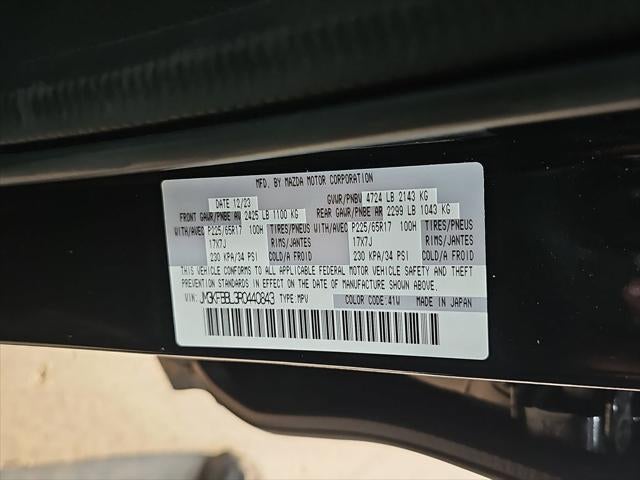 MFD. BY MAZDA MOTOR CORPORATION
DATE 12/23 GVWR/PNBV 4724 LB 2143 KG
FRONT GAWR/PNBE AV 2425 LB 1100 KG REAR GAWR/PNBE AR 2299 LB 1043 KG
WITH/AVEC P225/65R17 100H TIRES/PNEUS WITH/AVEC P225/65R17 100H TIRES/PNEUS
17X7J RIMS/JANTES 17X7J RIMS/JANTES
230 KPA/34 PSI COLD/A FROID 230 KPA/34 PSI COLD/A FROID
THIS VEHICLE CONFORMS TO ALL APPLICABLE FEDERAL MOTOR VEHICLE SAFETY AND THEFT
PREVENTION STANDARDS IN EFFECT ON THE DATE OF MANUFACTURE SHOWN ABOVE.
VIN: JM3KFBBL3R0440843 TYPE:MPV COLOR CODE:41W MADE IN JAPAN